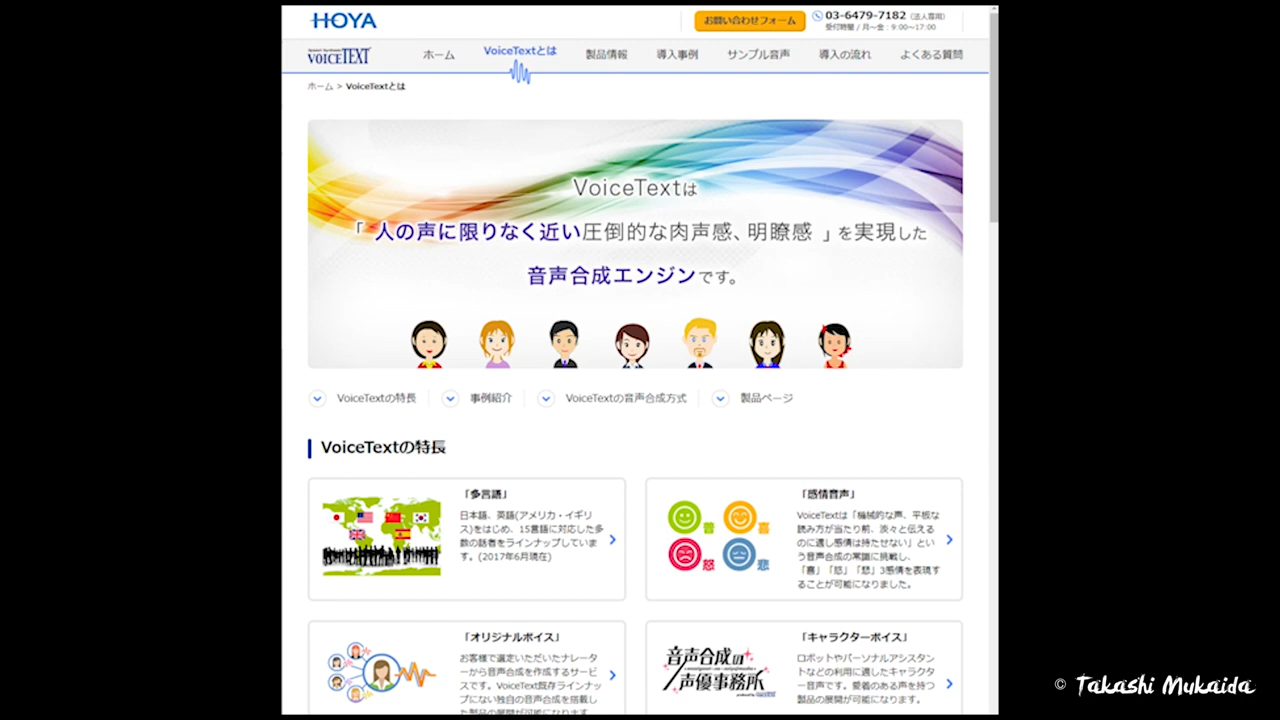 HOYA
お問い合わせフォーム
03-6479-7182 (法人専用)
受付時間 / 月～金：9:00～17:00
VOICETEXT
ホーム VoiceTextとは 製品情報 導入事例 サンプル音声 導入の流れ よくある質問
ホーム > VoiceTextとは
VoiceTextは
「 人の声に限りなく近い圧倒的な肉声感、明瞭感 」を実現した
音声合成エンジンです。
VoiceTextの特長 事例紹介 VoiceTextの音声合成方式 製品ページ
VoiceTextの特長
「多言語」
日本語、英語(アメリカ・イギリ
ス)をはじめ、15言語に対応した多
数の話者をラインナップしていま
す。(2017年6月現在)
普 喜
怒 悲
「感情音声」
VoiceTextは「機械的な声、平板な
読み方が当たり前、淡々と伝える
のに適し感情は持たせない」とい
う音声合成の常識に挑戦し、
「喜」「怒」「悲」3感情を表現す
ることが可能になりました。
「オリジナルボイス」
お客様で選定いただいたナレータ
ーから音声合成を作成するサービ
スです。VoiceText既存ラインナッ
プにない独自の音声合成を搭載し
た製品の展開が可能になります。
音声合成の
声優事務所
「キャラクターボイス」
ロボットやパーソナルアシスタン
トなどの利用に適したキャラクタ
ー音声です。愛着のある声を持つ
製品の展開が可能になります。
© Takashi Mukaida